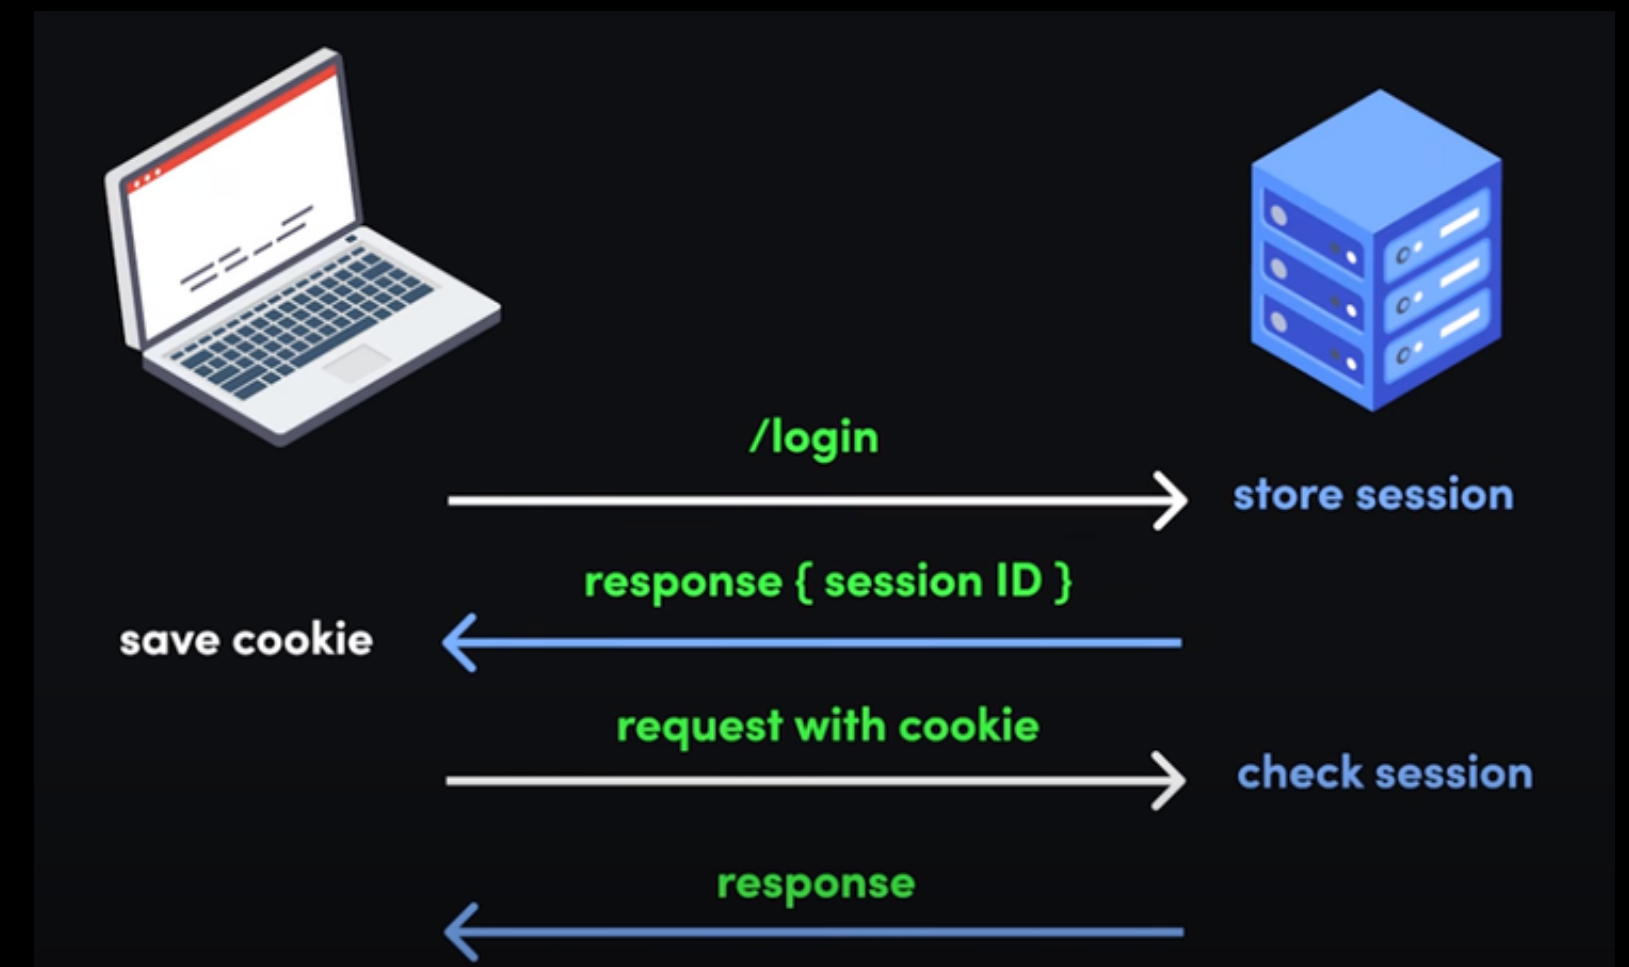 /login
store session
response { session ID }
save cookie
request with cookie
check session
response